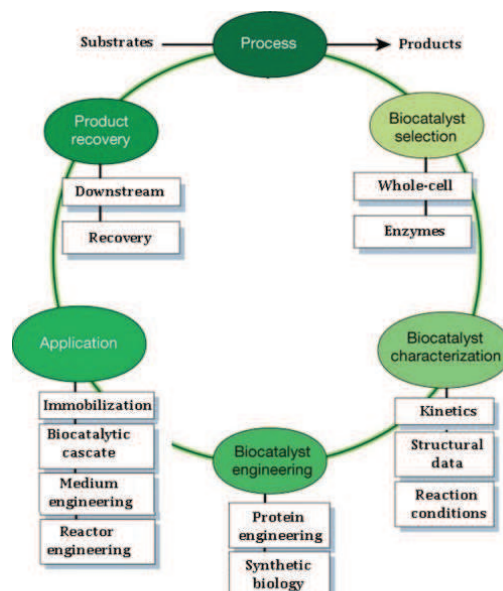 Substrates
Process
Products
Product
recovery
Downstream
Recovery
Biocatalyst
selection
Whole-cell
Enzymes
Application
Immobilization
Biocatalytic
cascate
Medium
engineering
Reactor
engineering
Biocatalyst
characterization
Kinetics
Structural
data
Reaction
conditions
Biocatalyst
engineering
Protein
engineering
Synthetic
biology